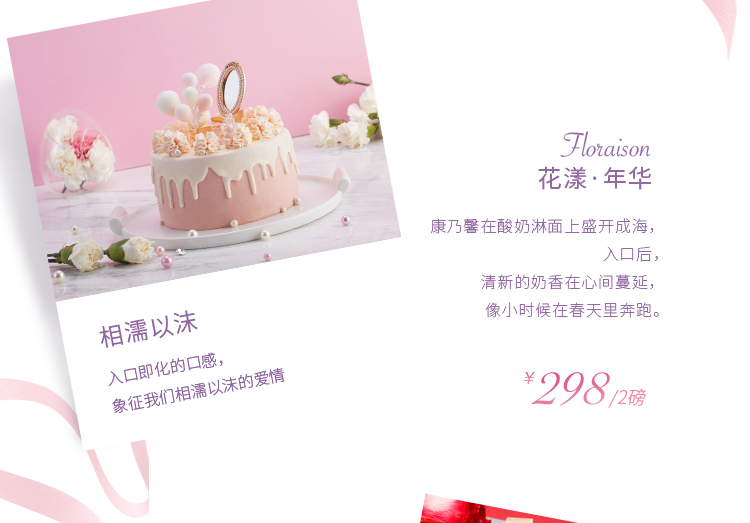 Floraison
花漾·年华
康乃馨在酸奶淋面上盛开成海，
入口后，
清新的奶香在心间蔓延，
像小时候在春天里奔跑。
¥298/2磅
相濡以沫
入口即化的口感，
象征我们相濡以沫的爱情